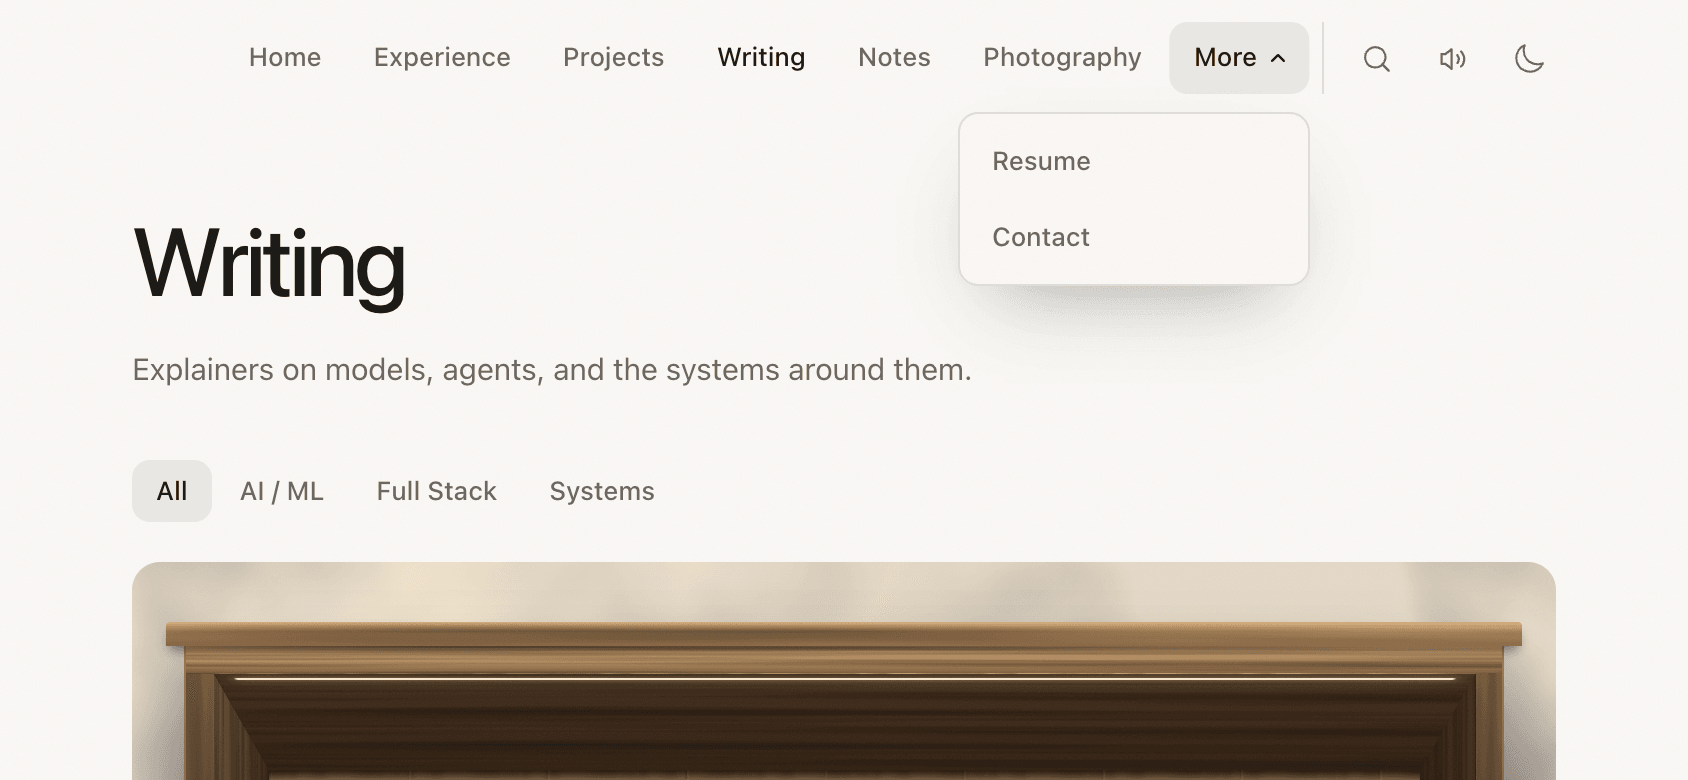 Home Experience Projects Writing Notes Photography More
Resume
Contact
Writing
Explainers on models, agents, and the systems around them.
All AI / ML Full Stack Systems